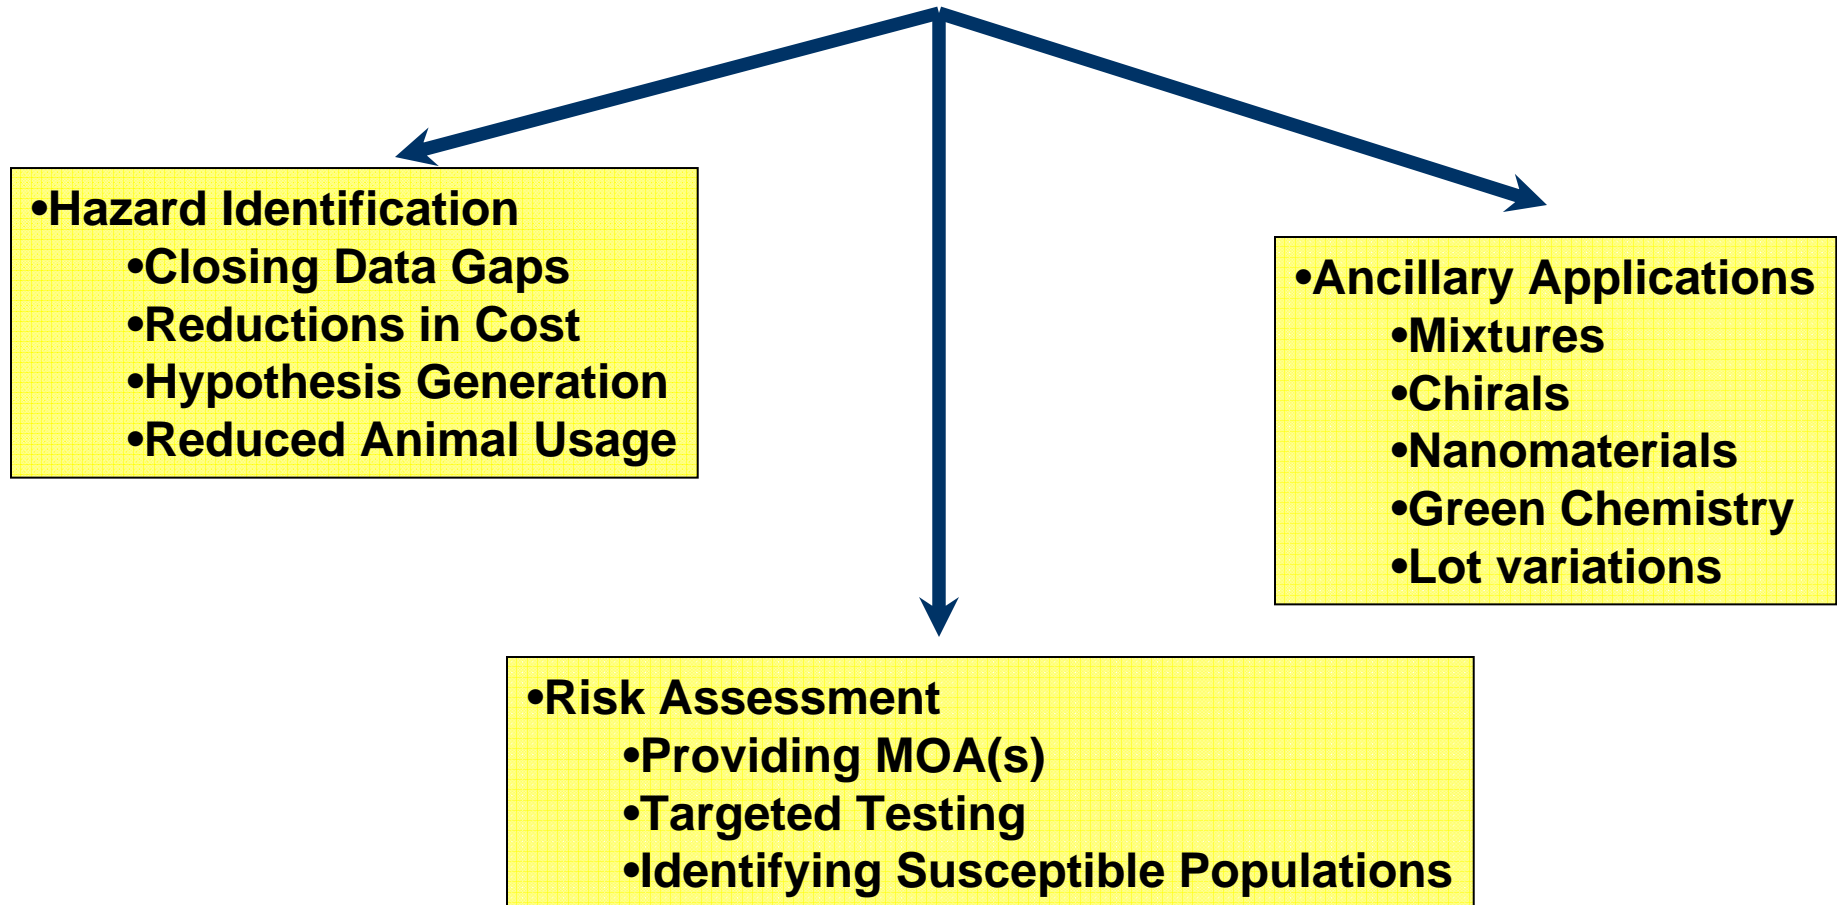 •Hazard Identification
•Closing Data Gaps
•Reductions in Cost
•Hypothesis Generation
•Reduced Animal Usage
•Ancillary Applications
•Mixtures
•Chirals
•Nanomaterials
•Green Chemistry
•Lot variations
•Risk Assessment
•Providing MOA(s)
•Targeted Testing
•Identifying Susceptible Populations